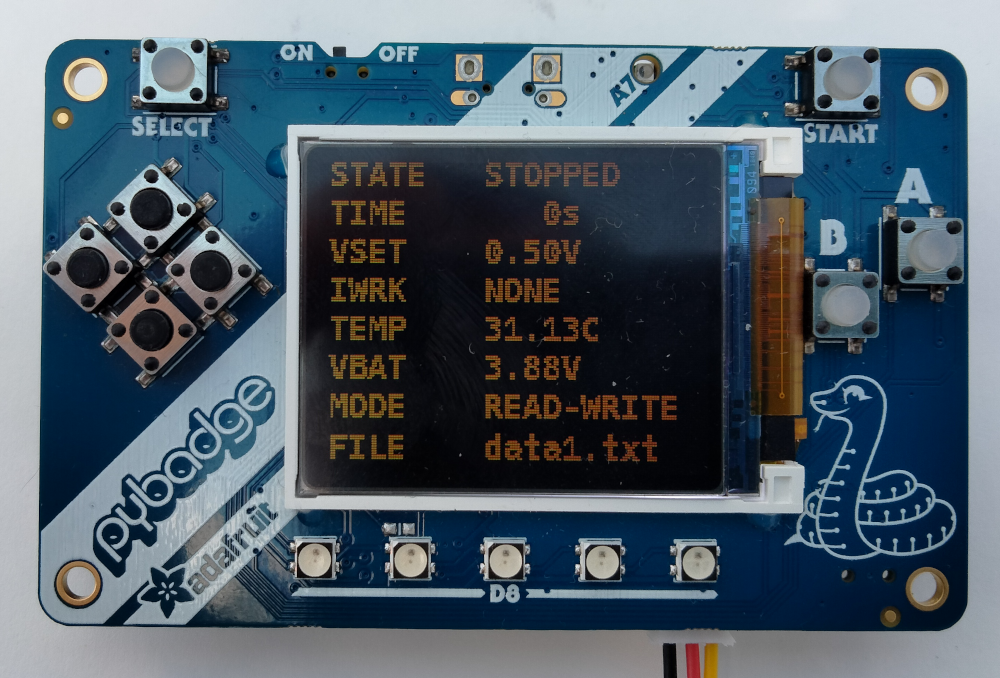 ON OFF
A7
SELECT
START
STATE STOPPED
TIME 0s
VSET 0.50V
IWRK NONE
TEMP 31.13C
VBAT 3.88V
MODE READ-WRITE
FILE data1.txt
A
B
pybadge
adafruit
D8